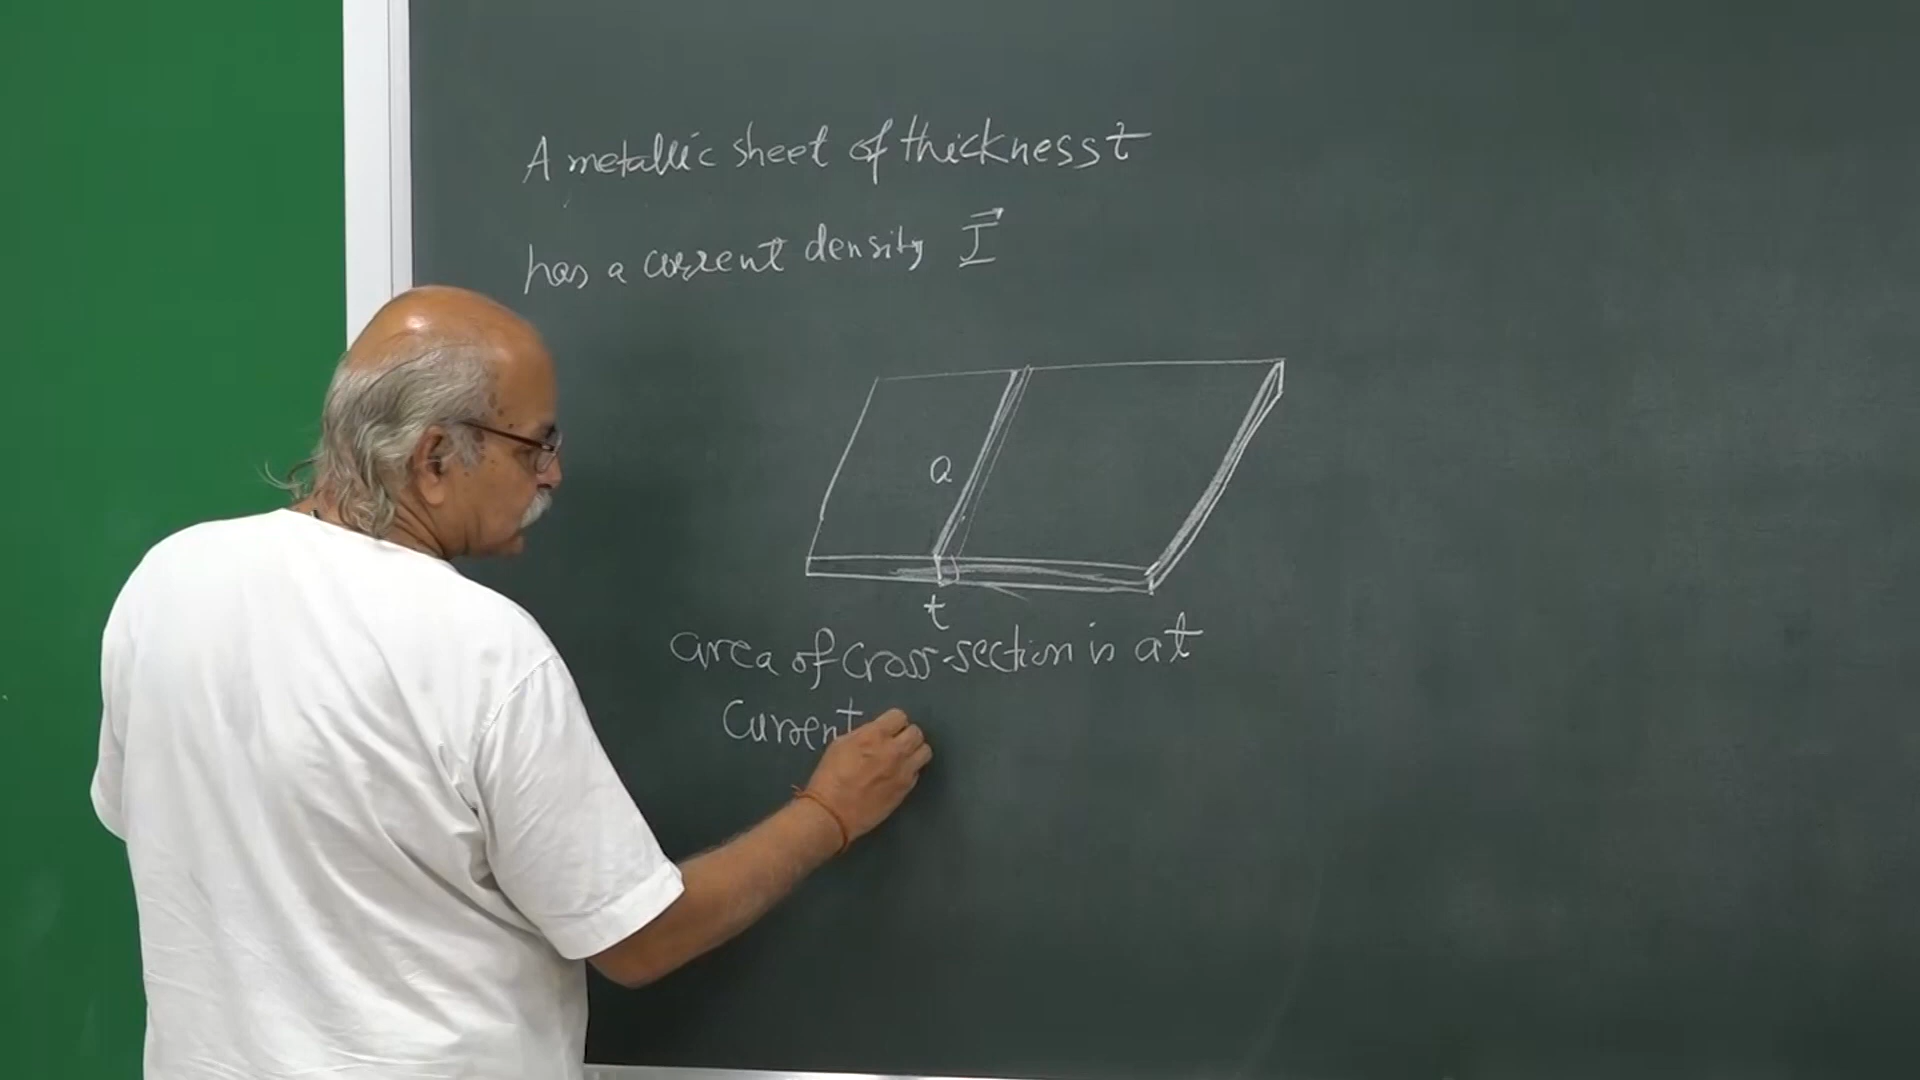 A metallic sheet of thickness t
has a current density I⃗
a
t
area of cross-section is at
Current